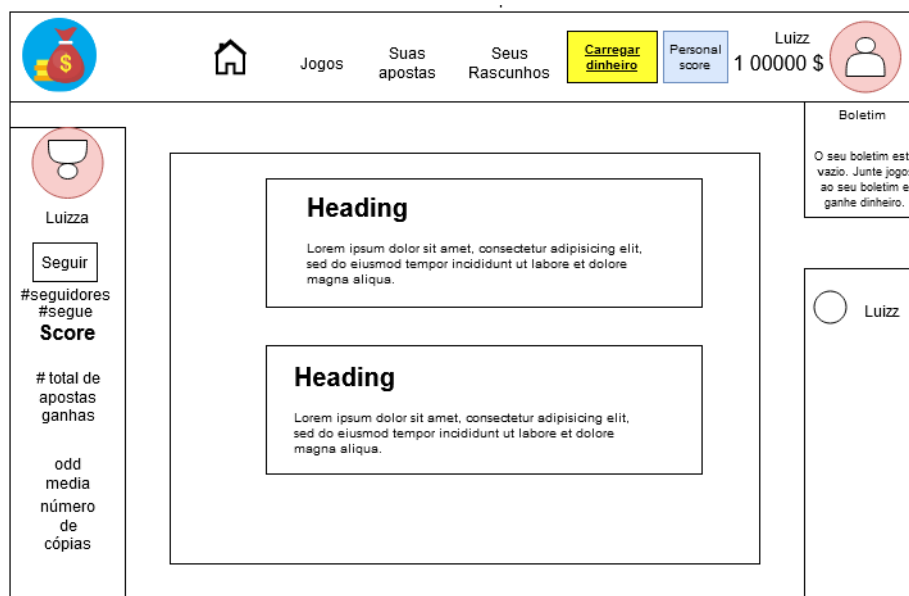 $
Jogos
Suas
apostas
Seus
Rascunhos
Carregar
dinheiro
Personal
score
Luizz
1 00000 $
Luizza
Seguir
#seguidores
#segue
Score
# total de
apostas
ganhas
odd
media
número
de
cópias
Heading
Lorem ipsum dolor sit amet, consectetur adipisicing elit,
sed do eiusmod tempor incididunt ut labore et dolore
magna aliqua.
Heading
Lorem ipsum dolor sit amet, consectetur adipisicing elit,
sed do eiusmod tempor incididunt ut labore et dolore
magna aliqua.
Boletim
O seu boletim est
vazio. Junte jogos
ao seu boletim e
ganhe dinheiro.
Luizz